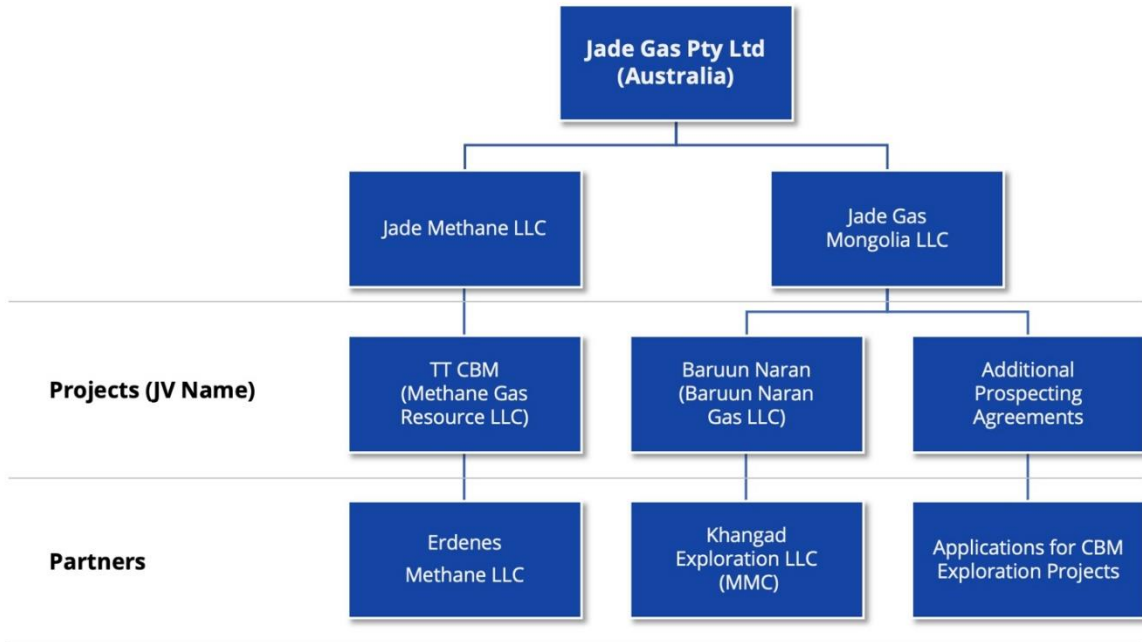 Jade Gas Pty Ltd
(Australia)
Jade Methane LLC
Jade Gas
Mongolia LLC
Projects (JV Name)
TT CBM
(Methane Gas
Resource LLC)
Baruun Naran
(Baruun Naran
Gas LLC)
Additional
Prospecting
Agreements
Partners
Erdenes
Methane LLC
Khangad
Exploration LLC
(MMC)
Applications for CBM
Exploration Projects